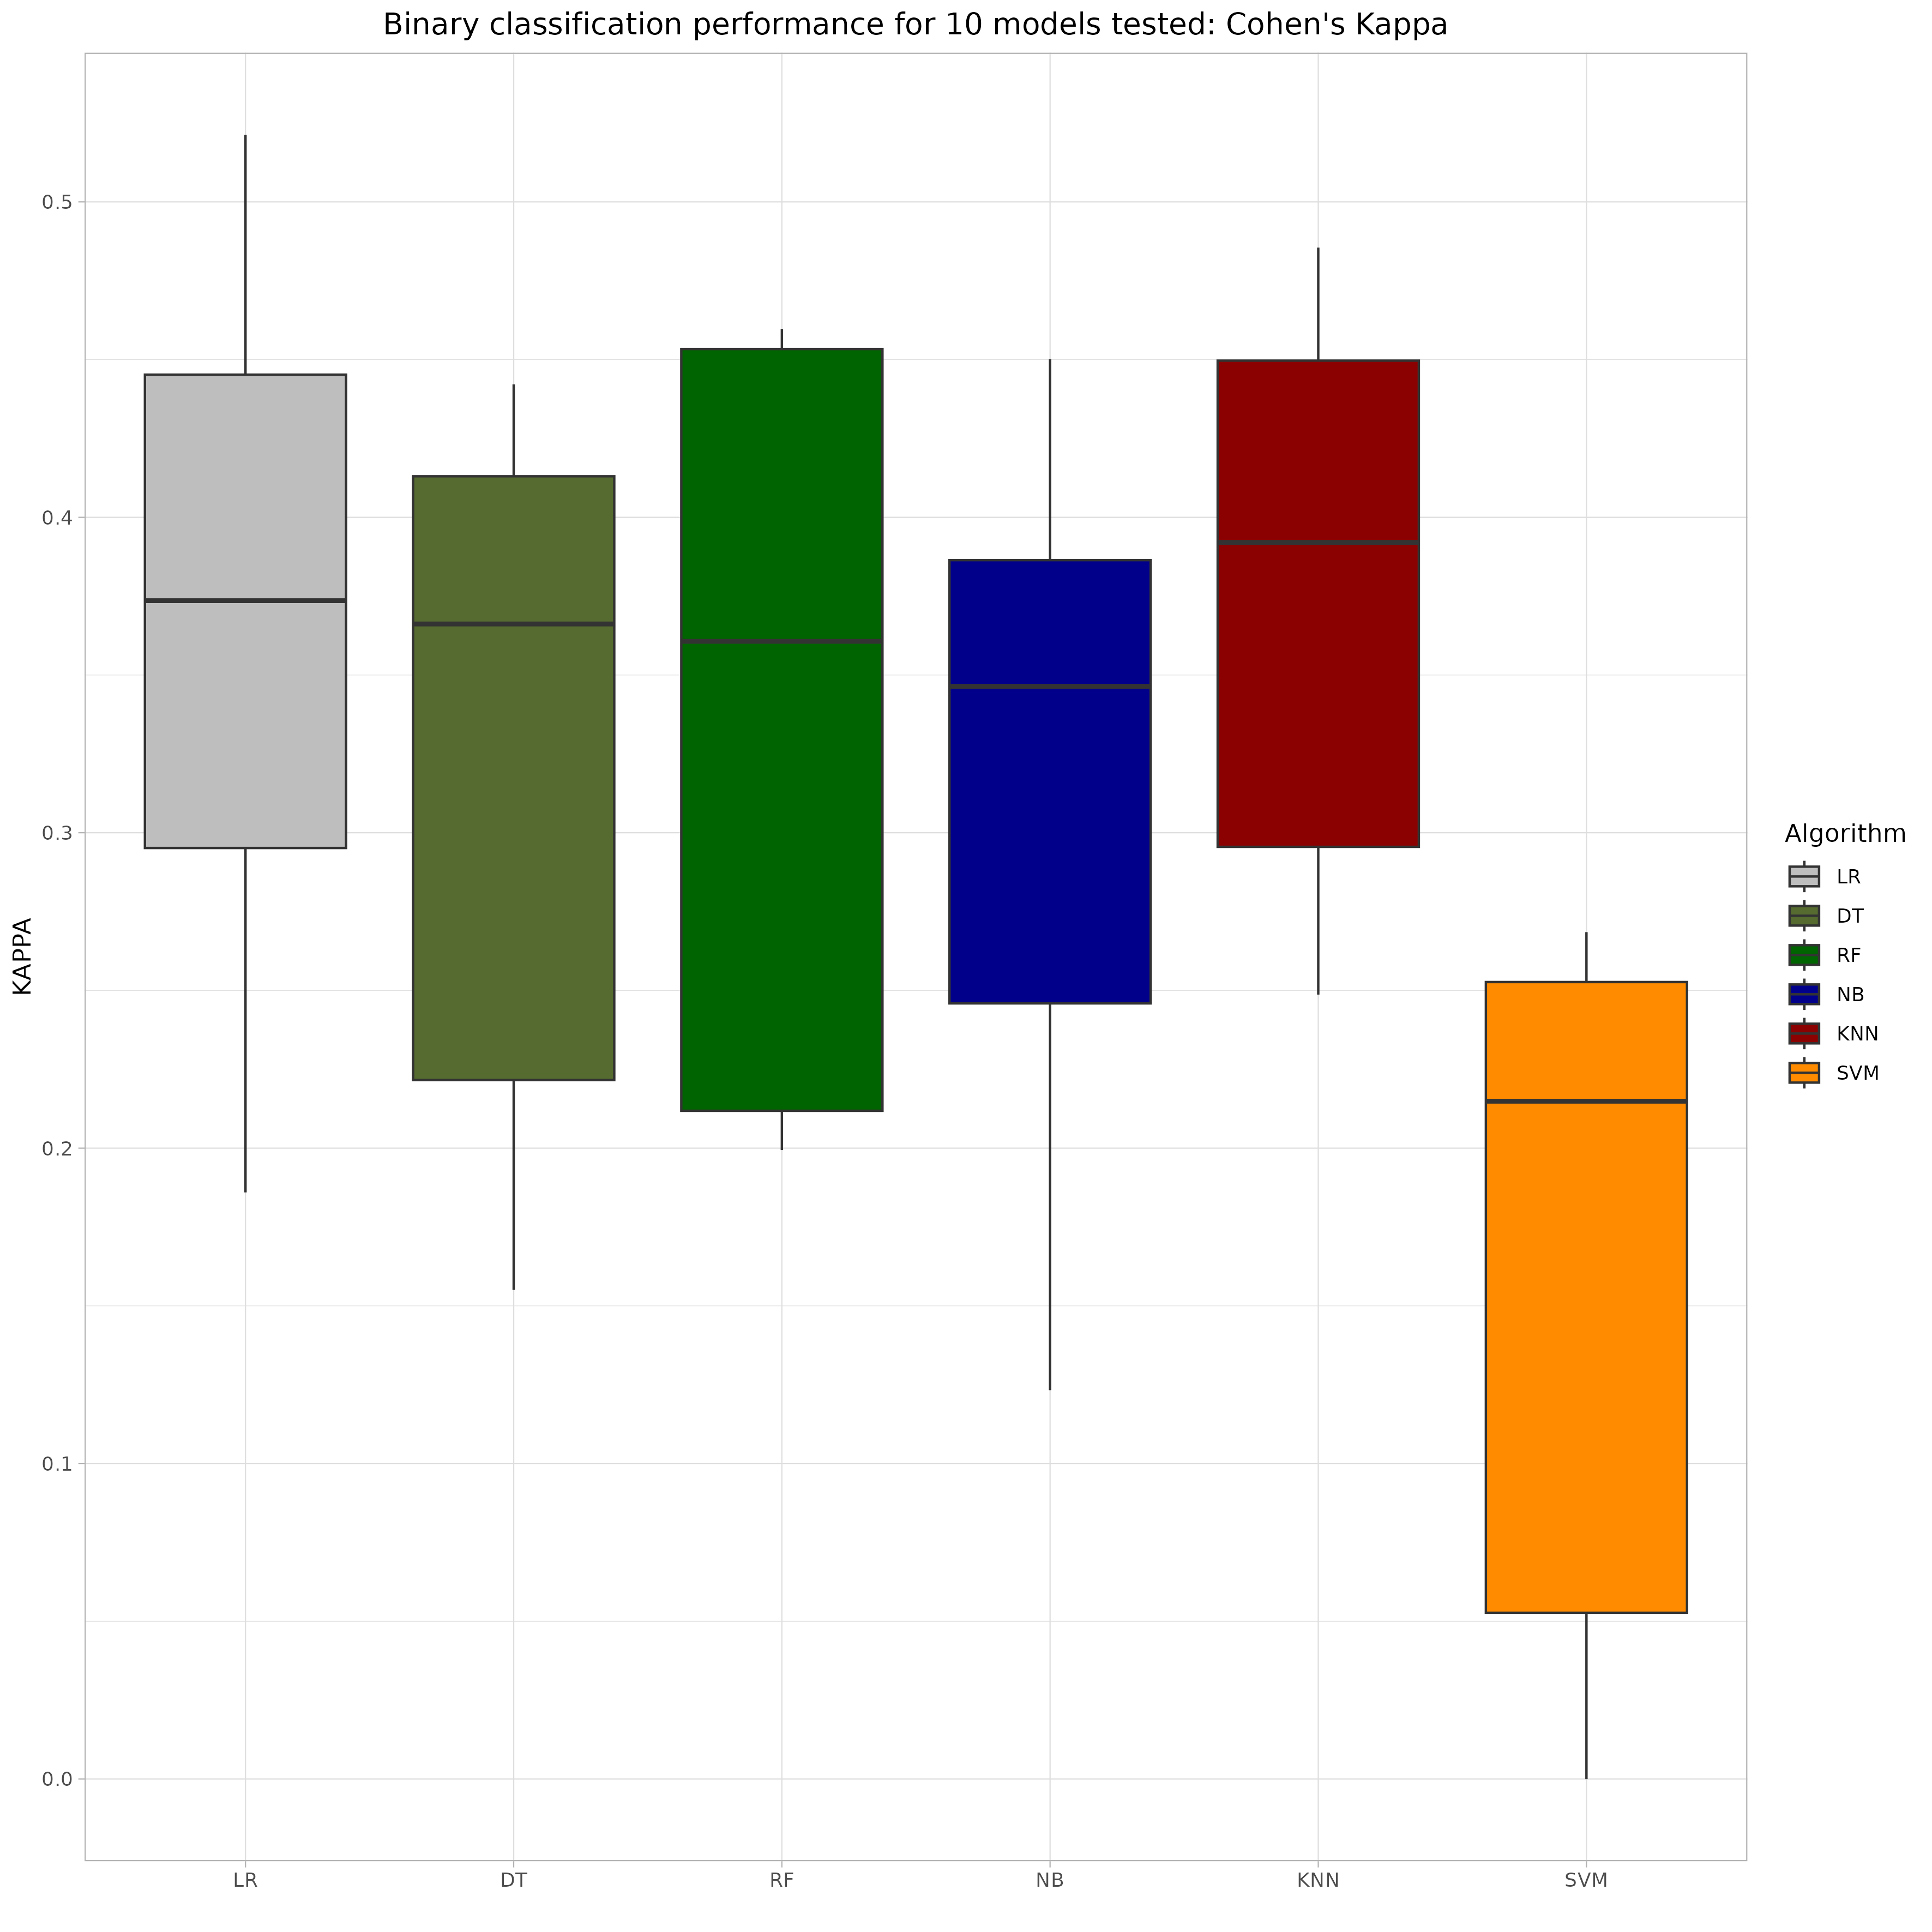 Binary classification performance for 10 models tested: Cohen's Kappa
KAPPA
0.5
0.4
0.3
0.2
0.1
0.0
LR
DT
RF
NB
KNN
SVM
Algorithm
LR
DT
RF
NB
KNN
SVM